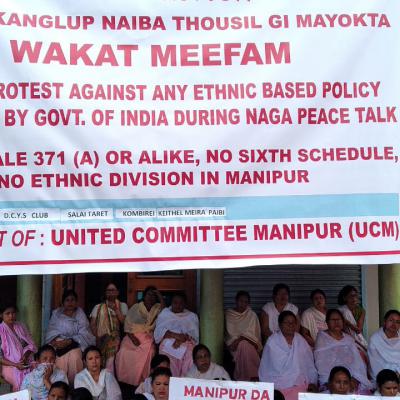 KANGLUP NAIBA THOUSIL GI MAYOKTA
WAKAT MEEFAM
ROTEST AGAINST ANY ETHNIC BASED POLICY
BY GOVT. OF INDIA DURING NAGA PEACE TALK
ALE 371 (A) OR ALIKE, NO SIXTH SCHEDULE,
NO ETHNIC DIVISION IN MANIPUR
D.C.Y.S CLUB SALAI TARET KOMBIREI KEITHEL MEIRA PAIBI
T OF : UNITED COMMITTEE MANIPUR (UCM)
MANIPUR DA